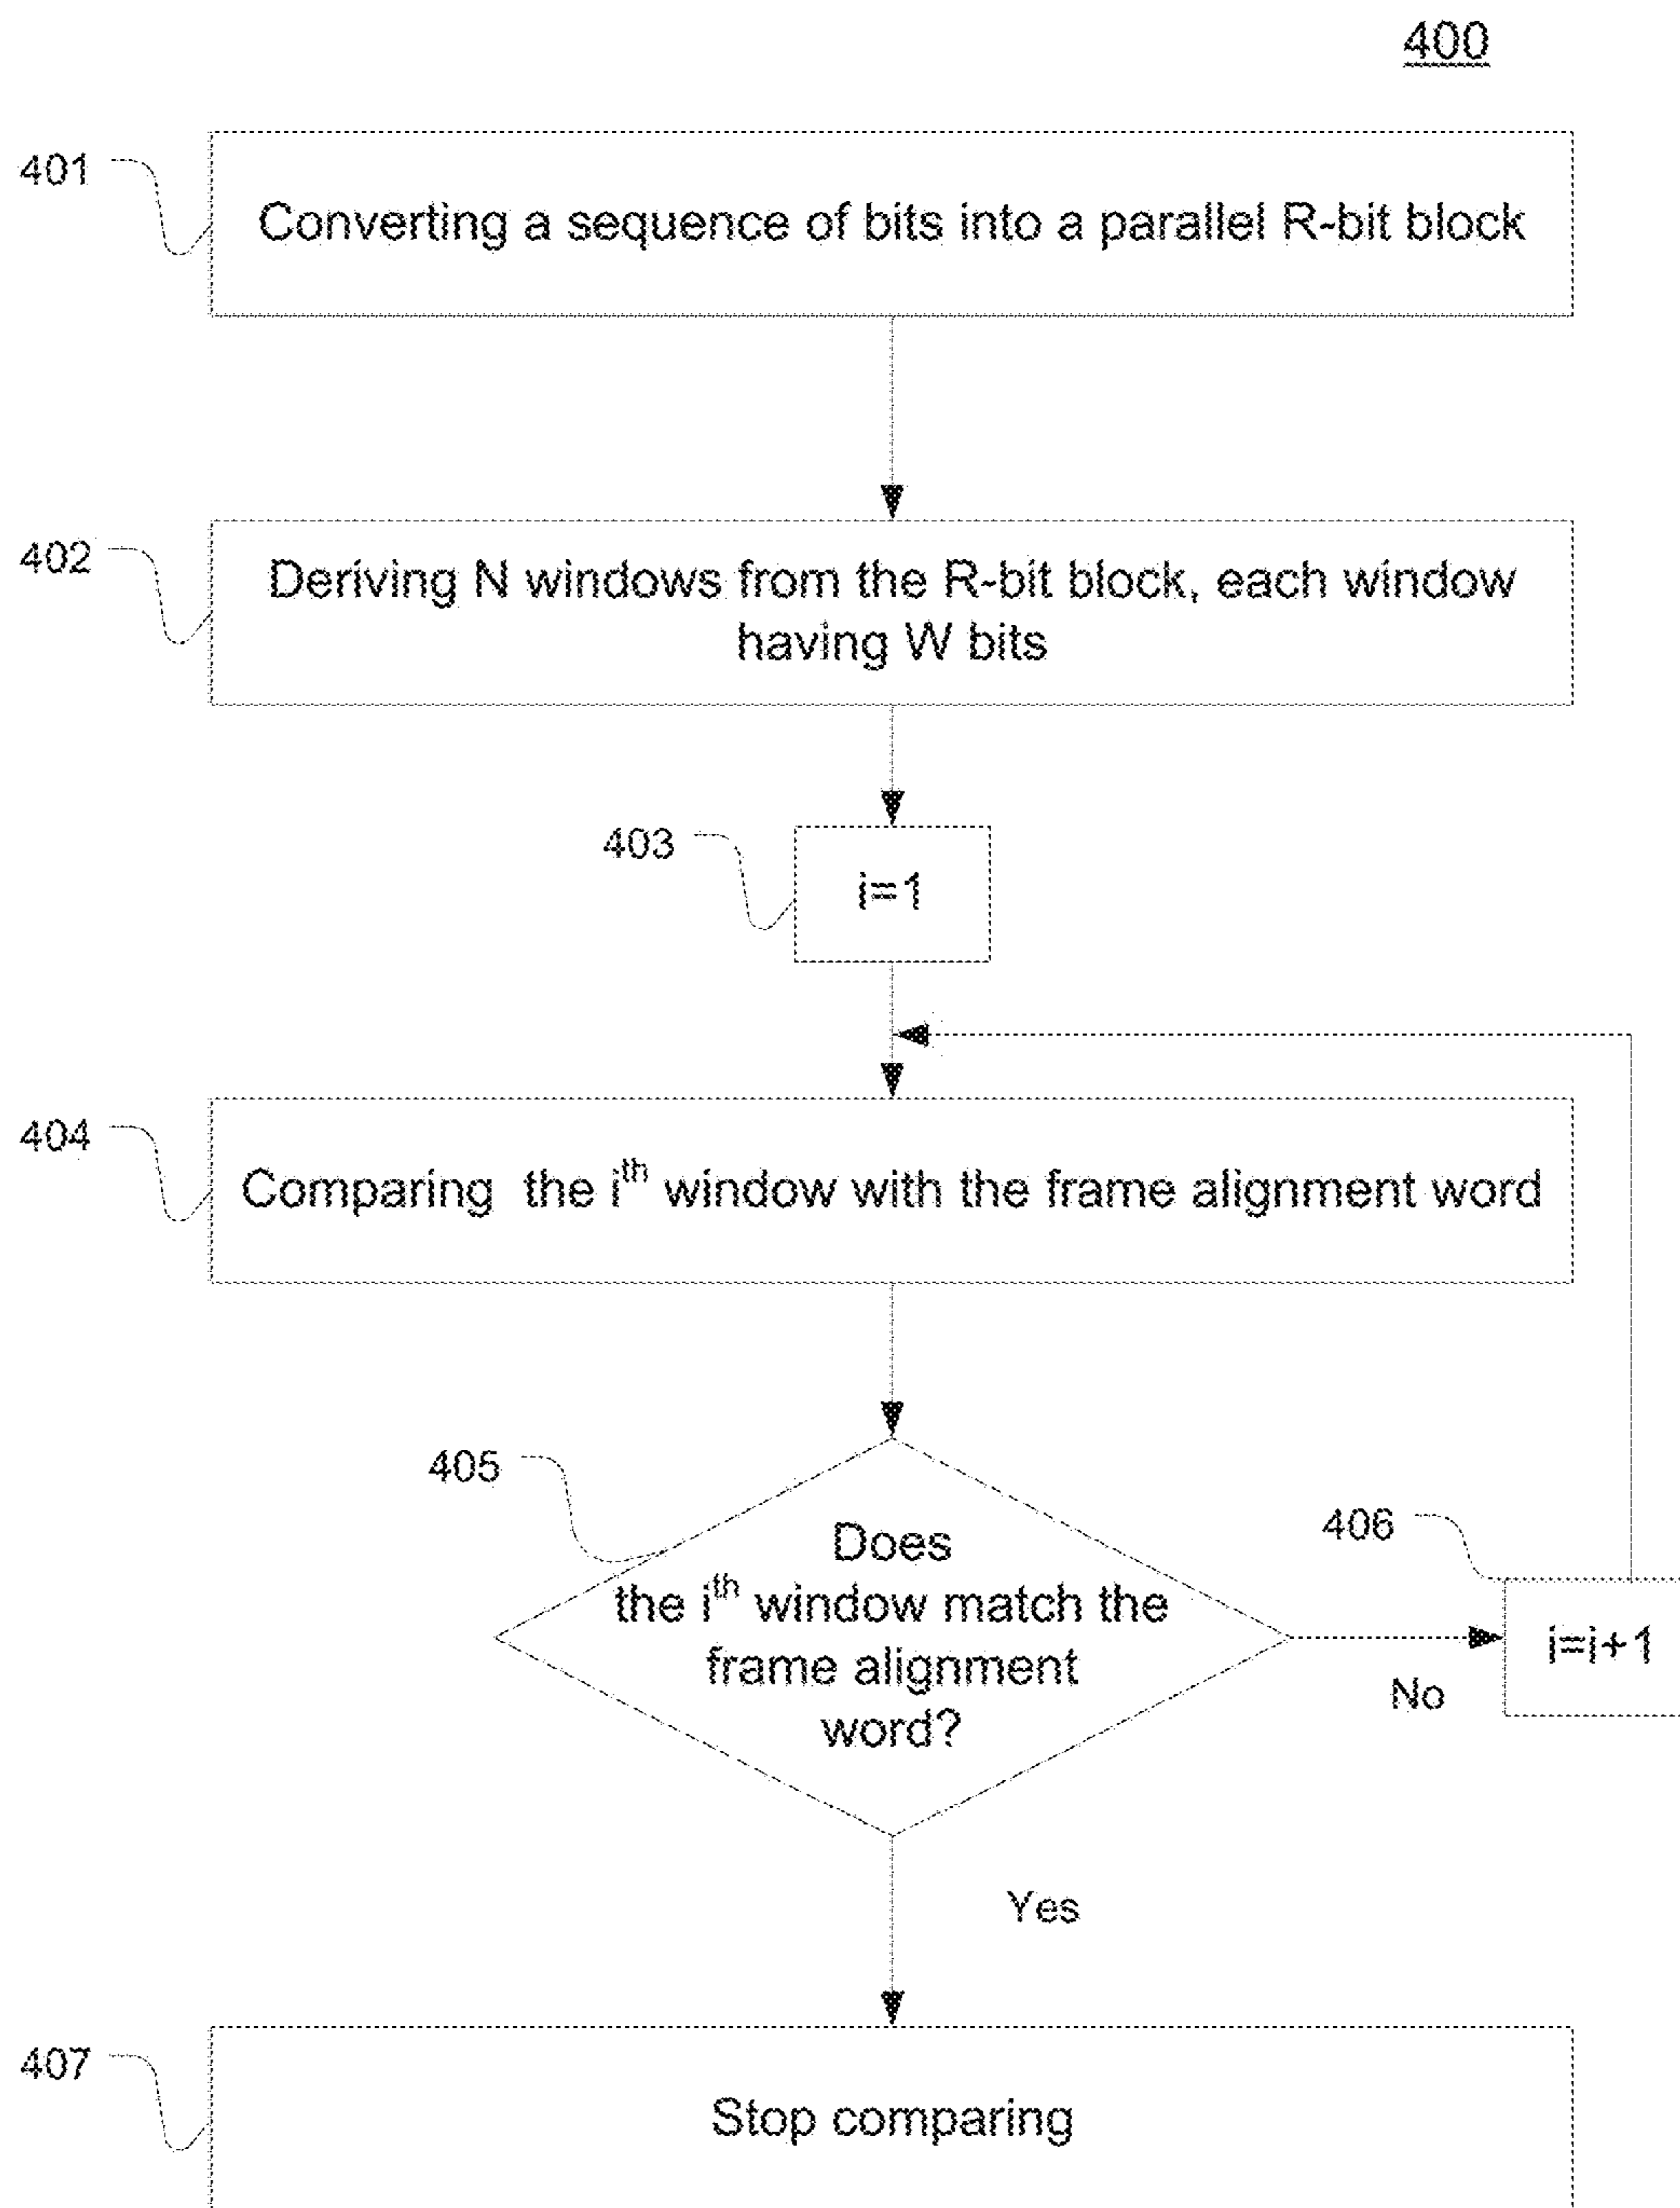 400
401
Converting a sequence of bits into a parallel R-bit block
402
Deriving N windows from the R-bit block, each window
having W bits
403
i=1
404
Comparing the ith window with the frame alignment word
405
Does
the ith window match the
frame alignment
word?
406
i=i+1
No
Yes
407
Stop comparing